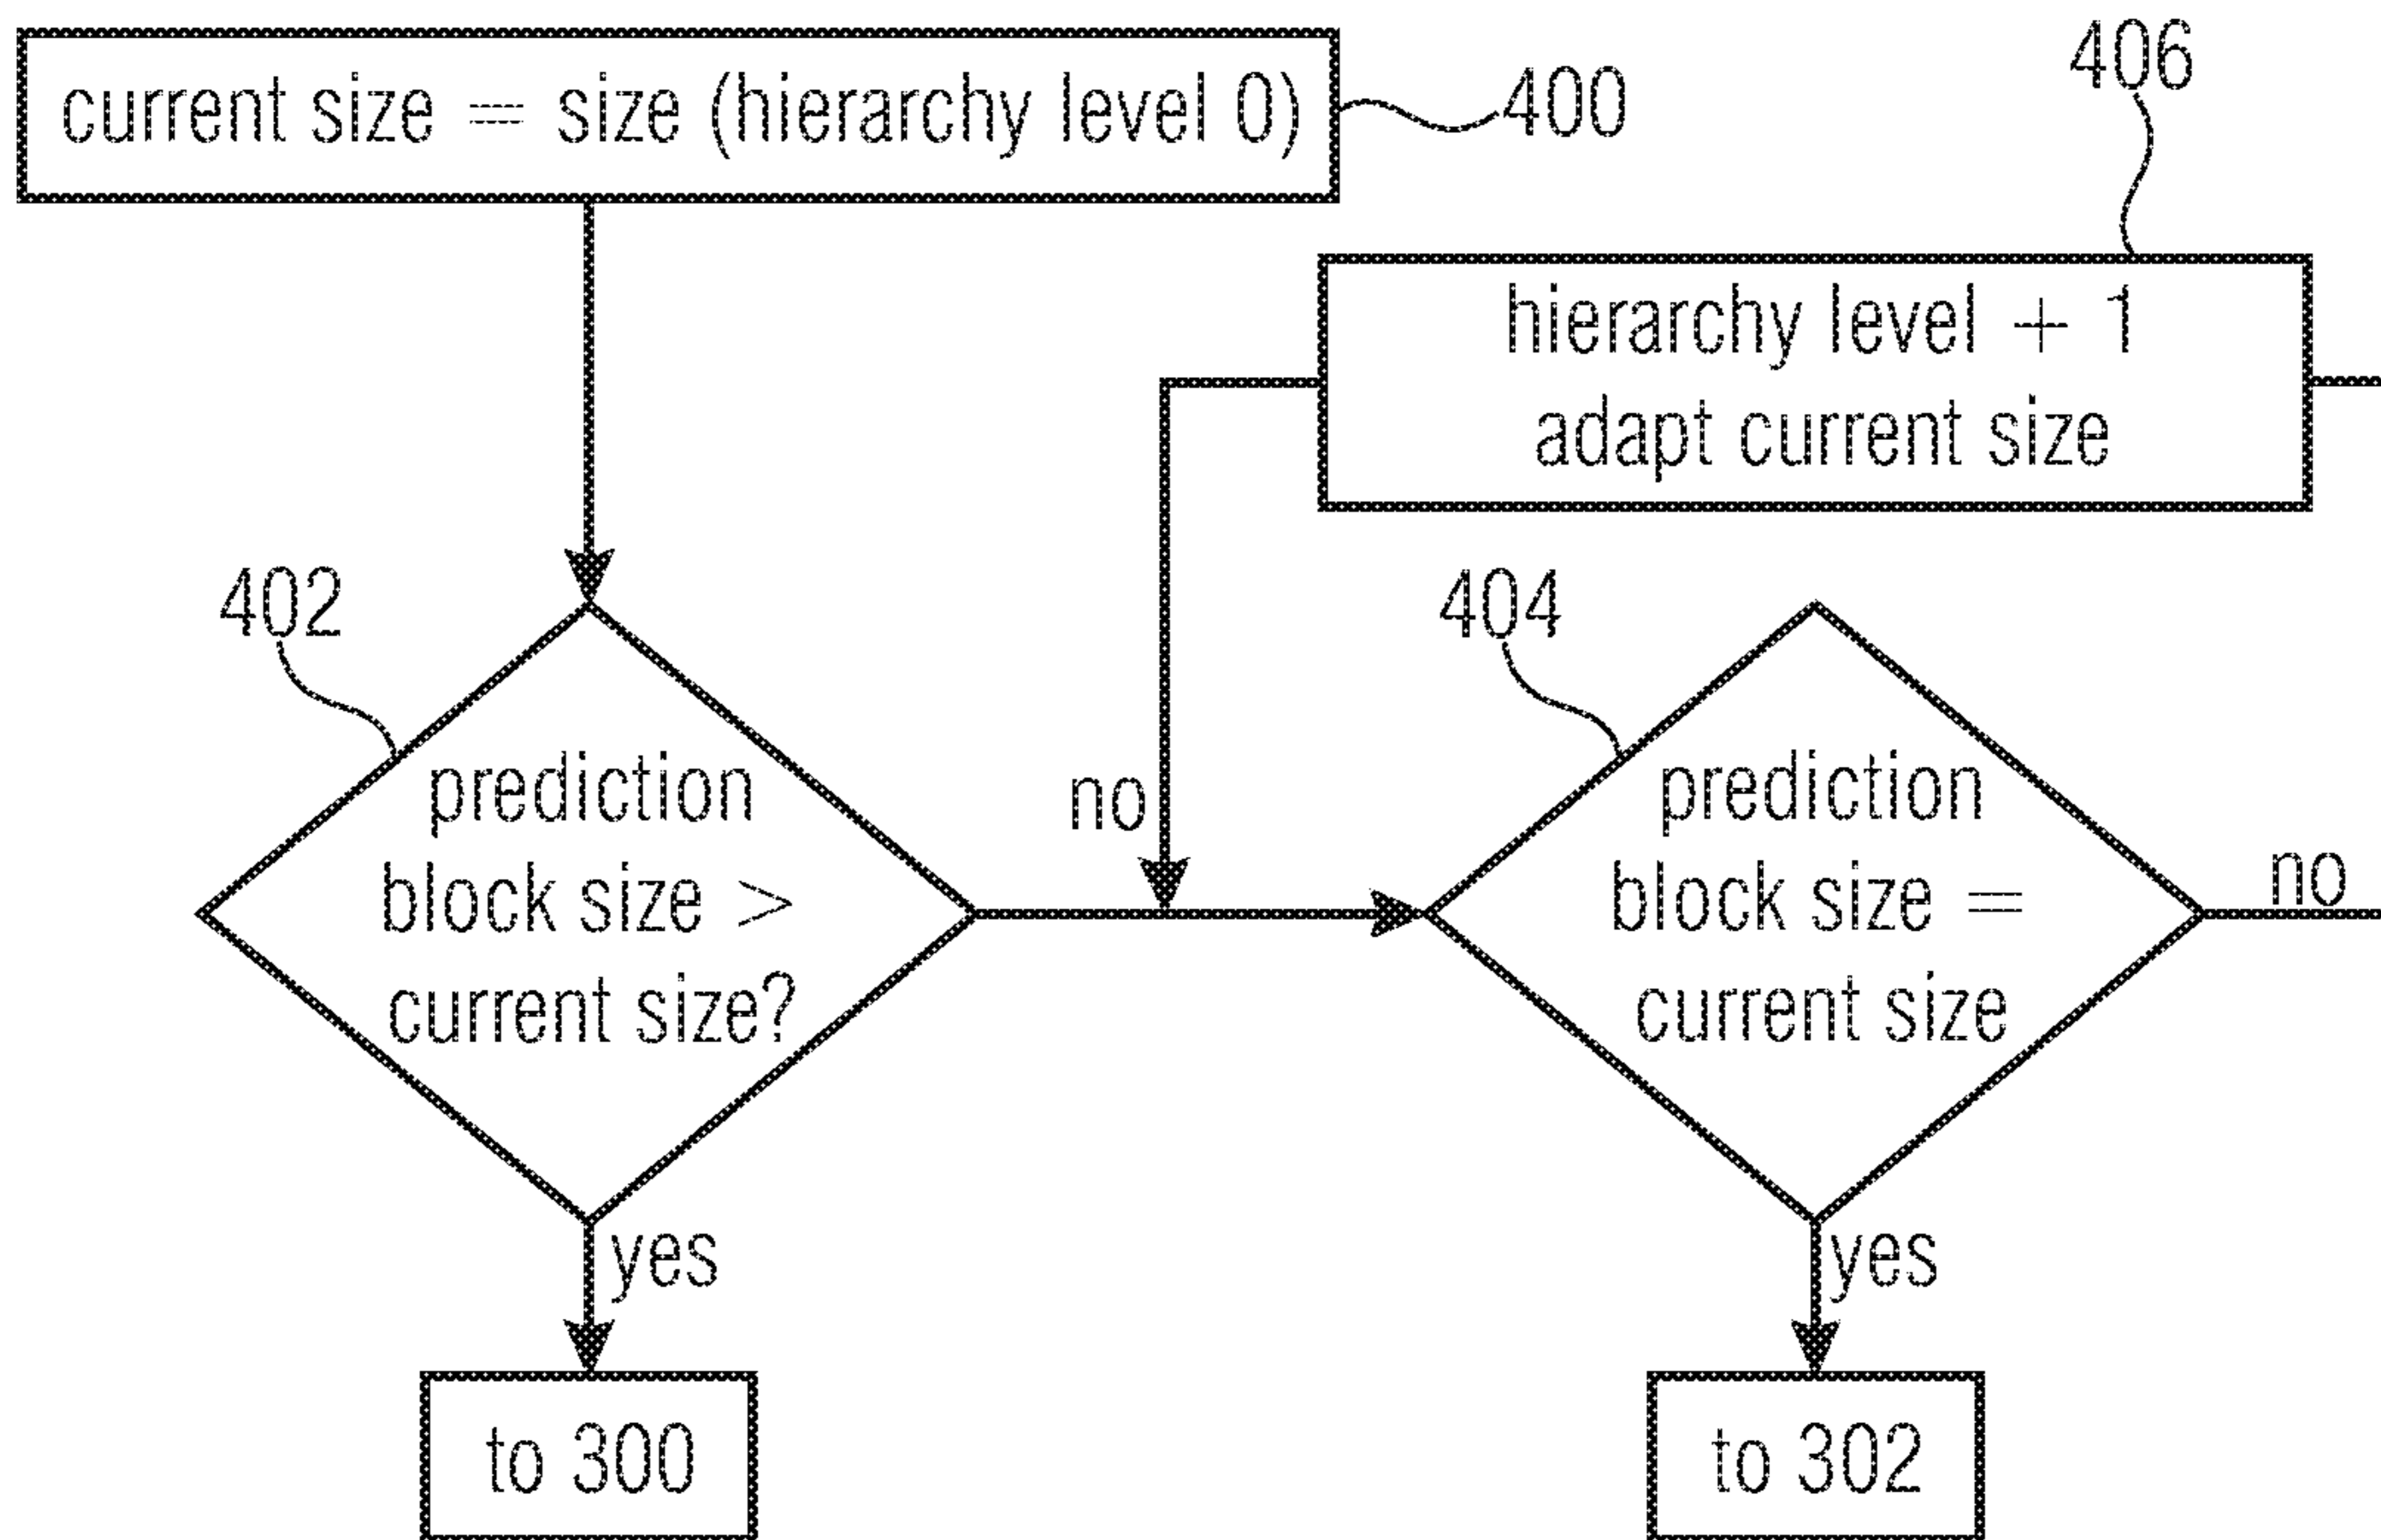 current size = size (hierarchy level 0)
400
406
hierarchy level + 1
adapt current size
402
prediction
block size >
current size?
no
404
prediction
block size =
current size
no
yes
yes
to 300
to 302